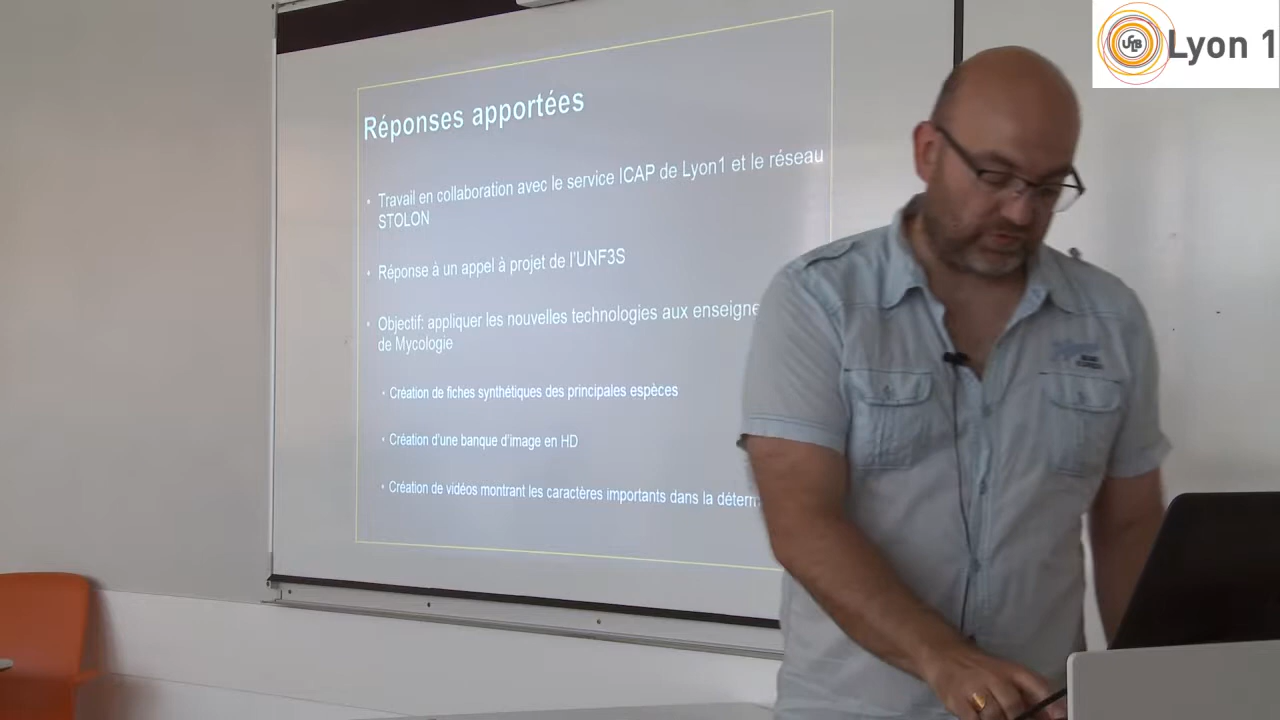 UCB Lyon 1
Réponses apportées
• Travail en collaboration avec le service ICAP de Lyon1 et le réseau
STOLON
• Réponse à un appel à projet de l'UNF3S
• Objectif: appliquer les nouvelles technologies aux
de Mycologie
• Création de fiches synthétiques des principales espèces
• Création d'une banque d'image en HD
• Création de vidéos montrant les caractères importants dans la